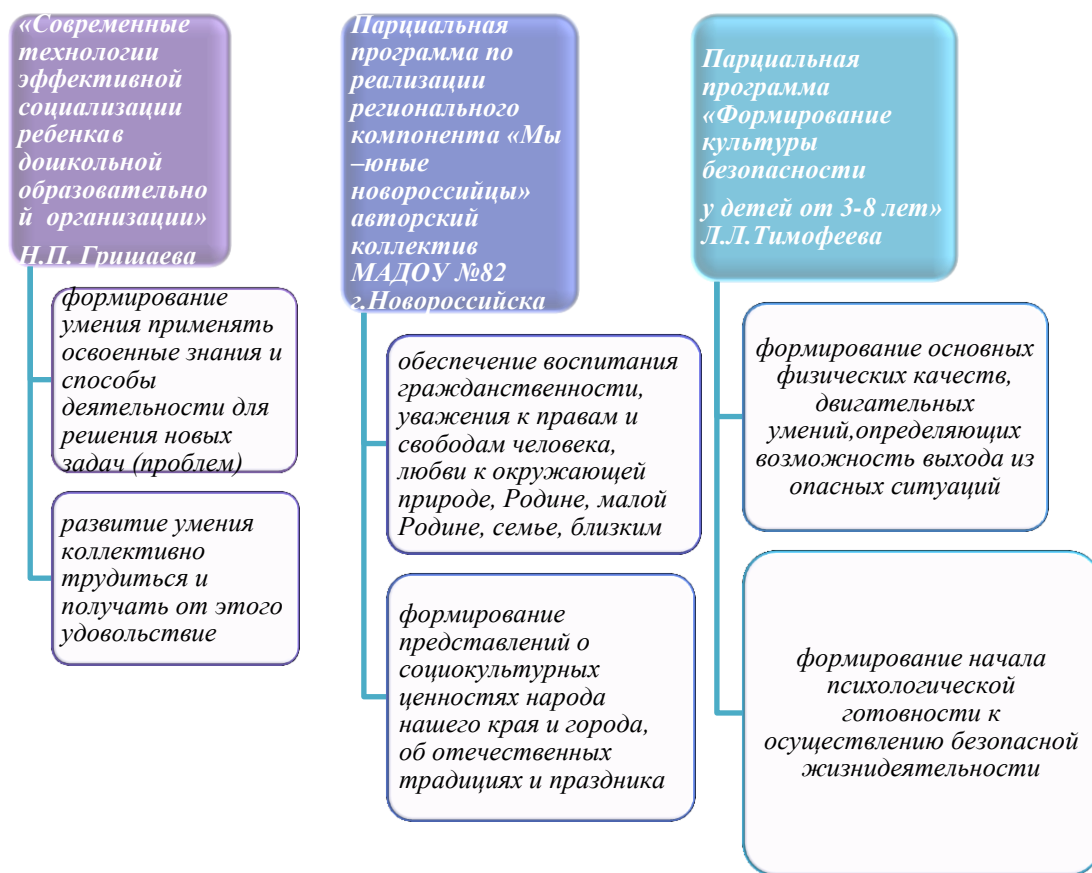 «Современные
технологии
эффективной
социализации
ребенкав
дошкольной
образовательно
й организации»
Н.П. Гришаева
формирование
умения применять
освоенные знания и
способы
деятельности для
решения новых
задач (проблем)
развитие умения
коллективно
трудиться и
получать от этого
удовольствие
Парциальная
программа по
реализации
регионального
компонента «Мы
–юные
новороссийцы»
авторский
коллектив
МАДОУ №82
г.Новороссийска
обеспечение воспитания
гражданственности,
уважения к правам и
свободам человека,
любви к окружающей
природе, Родине, малой
Родине, семье, близким
формирование
представлений о
социокультурных
ценностях народа
нашего края и города,
об отечественных
традициях и праздника
Парциальная
программа
«Формирование
культуры
безопасности
у детей от 3-8 лет»
Л.Л.Тимофеева
формирование основных
физических качеств,
двигательных
умений,определяющих
возможность выхода из
опасных ситуаций
формирование начала
психологической
готовности к
осуществлению безопасной
жизнидеятельности